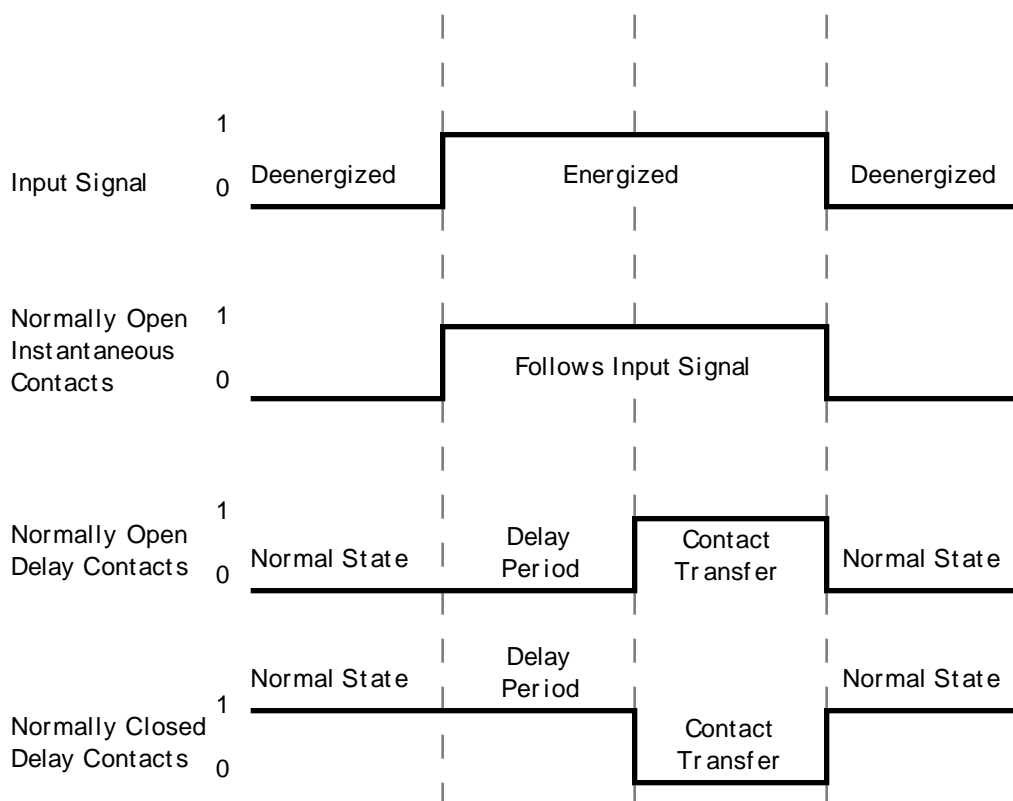 1
Input Signal
0
Deenergized
Energized
Deenergized
Normally Open
Instantaneous
Contacts
1
0
Follows Input Signal
Normally Open
Delay Contacts
1
0
Normal State
Delay
Period
Contact
Transfer
Normal State
Normally Closed
Delay Contacts
1
0
Normal State
Delay
Period
Contact
Transfer
Normal State